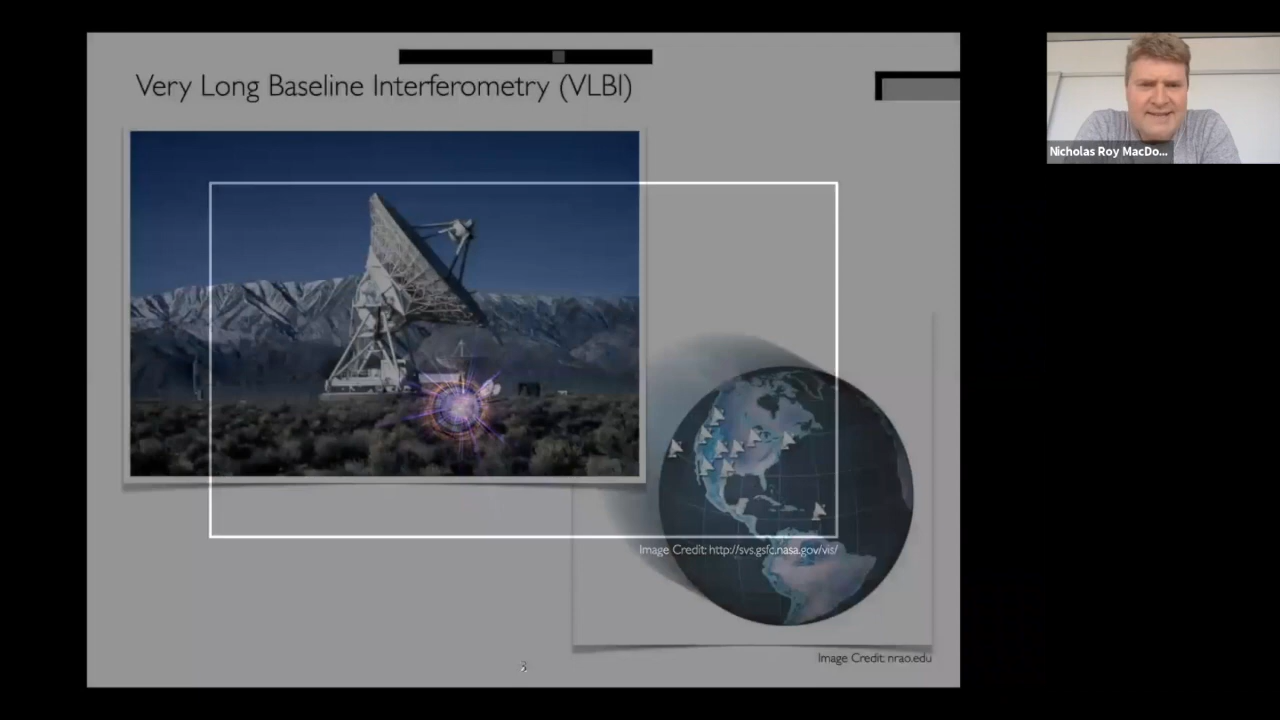 Very Long Baseline Interferometry (VLBI)
Nicholas Roy MacDo...
Image Credit: http://svs.gsfc.nasa.gov/vis/
Image Credit: nrao.edu